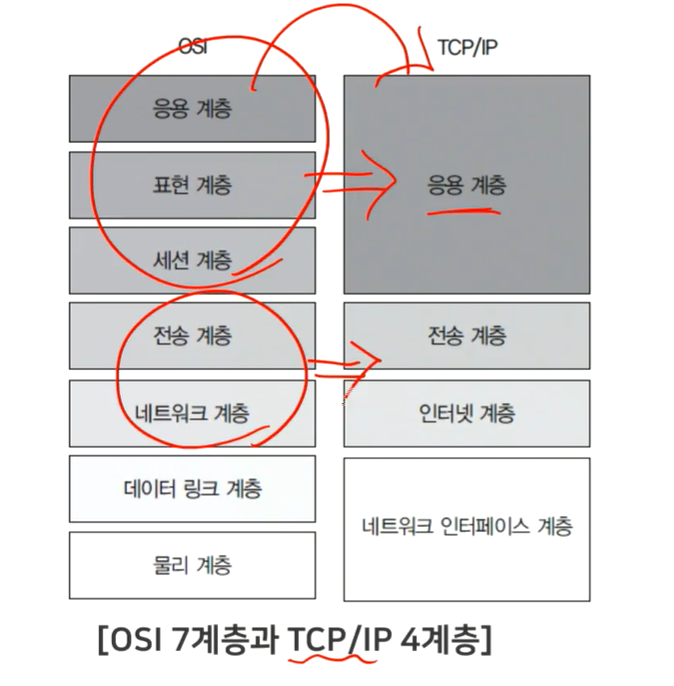 OSI
TCP/IP
응용 계층
표현 계층
세션 계층
전송 계층
네트워크 계층
데이터 링크 계층
물리 계층
응용 계층
전송 계층
인터넷 계층
네트워크 인터페이스 계층
[OSI 7계층과 TCP/IP 4계층]